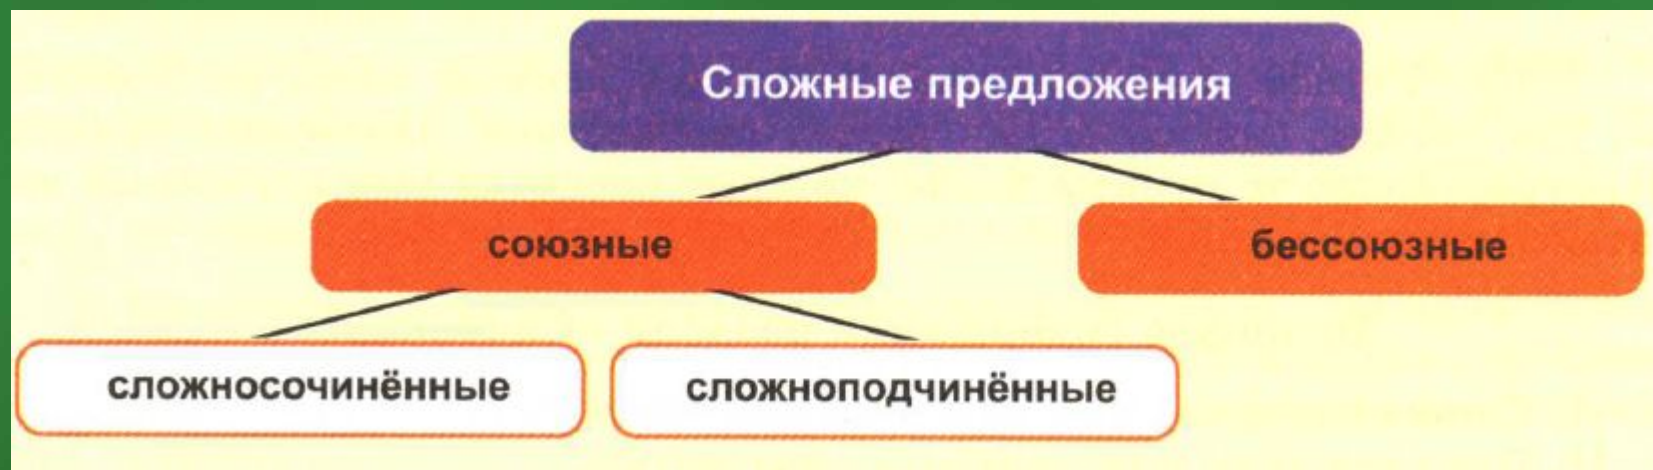 Сложные предложения
союзные
бессоюзные
сложносочинённые
сложноподчинённые